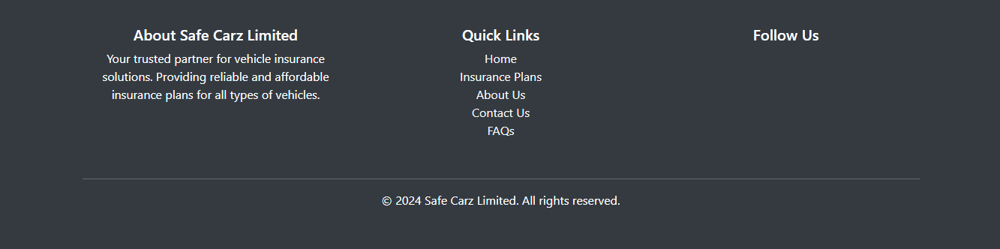 About Safe Carz Limited
Your trusted partner for vehicle insurance
solutions. Providing reliable and affordable
insurance plans for all types of vehicles.
Quick Links
Home
Insurance Plans
About Us
Contact Us
FAQs
Follow Us
© 2024 Safe Carz Limited. All rights reserved.